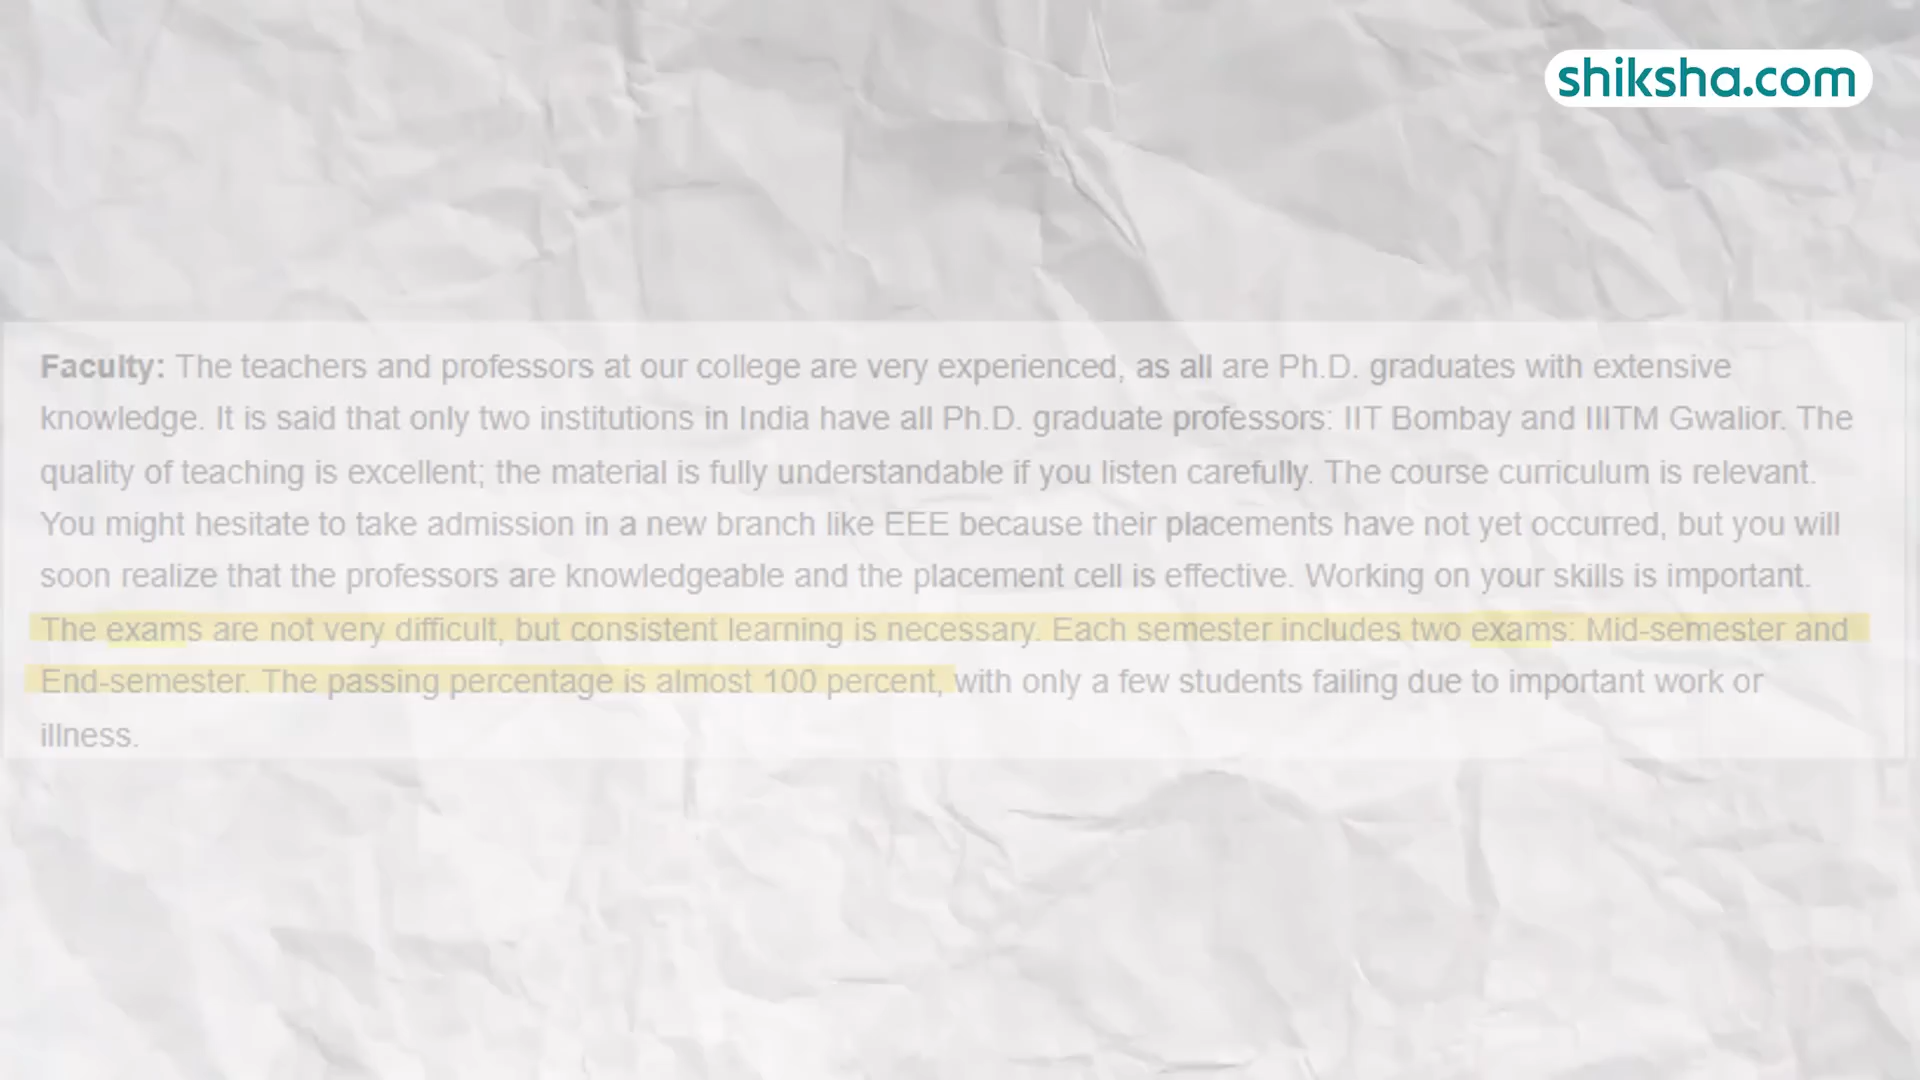 shiksha.com
Faculty: The teachers and professors at our college are very experienced, as all are Ph.D. graduates with extensive
knowledge. It is said that only two institutions in India have all Ph.D. graduate professors: IIT Bombay and IIITM Gwalior. The
quality of teaching is excellent; the material is fully understandable if you listen carefully. The course curriculum is relevant.
You might hesitate to take admission in a new branch like EEE because their placements have not yet occurred, but you will
soon realize that the professors are knowledgeable and the placement cell is effective. Working on your skills is important.
The exams are not very difficult, but consistent learning is necessary. Each semester includes two exams: Mid-semester and
End-semester. The passing percentage is almost 100 percent, with only a few students failing due to important work or
illness.